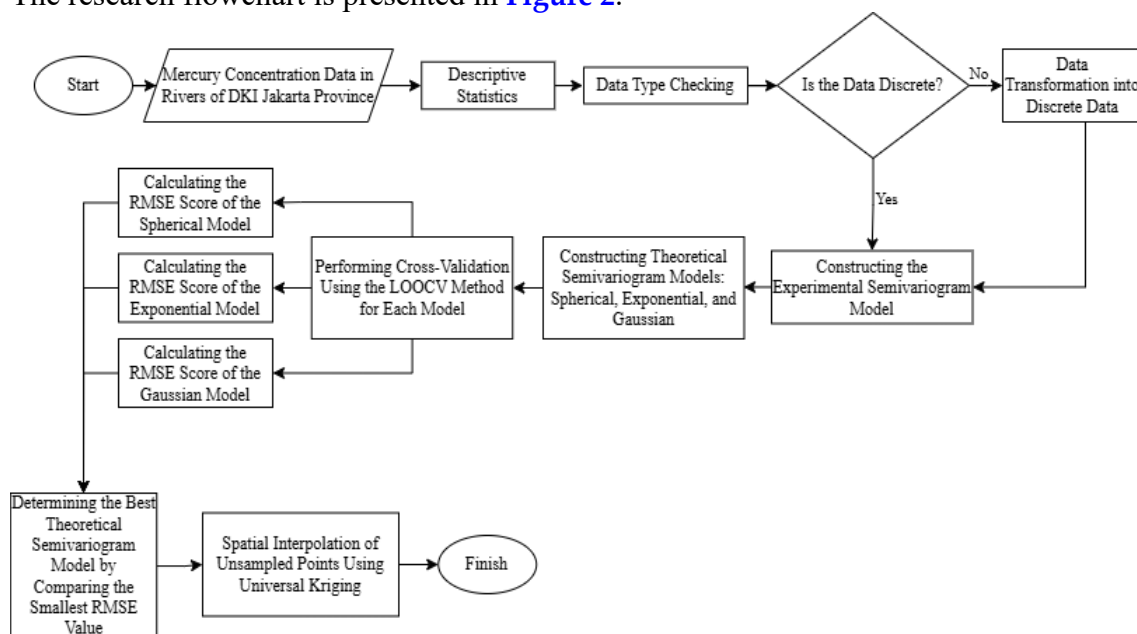 The research flowchart is presented in Figure 2.
Start
Mercury Concentration Data in
Rivers of DKI Jakarta Province
Descriptive
Statistics
Data Type Checking
Is the Data Discrete?
No
Data
Transformation into
Discrete Data
Yes
Constructing the
Experimental Semivariogram
Model
Constructing Theoretical
Semivariogram Models:
Spherical, Exponential, and
Gaussian
Performing Cross-Validation
Using the LOOCV Method
for Each Model
Calculating the
RMSE Score of the
Spherical Model
Calculating the
RMSE Score of the
Exponential Model
Calculating the
RMSE Score of the
Gaussian Model
Determining the Best
Theoretical
Semivariogram
Model by
Comparing the
Smallest RMSE
Value
Spatial Interpolation of
Unsampled Points Using
Universal Kriging
Finish